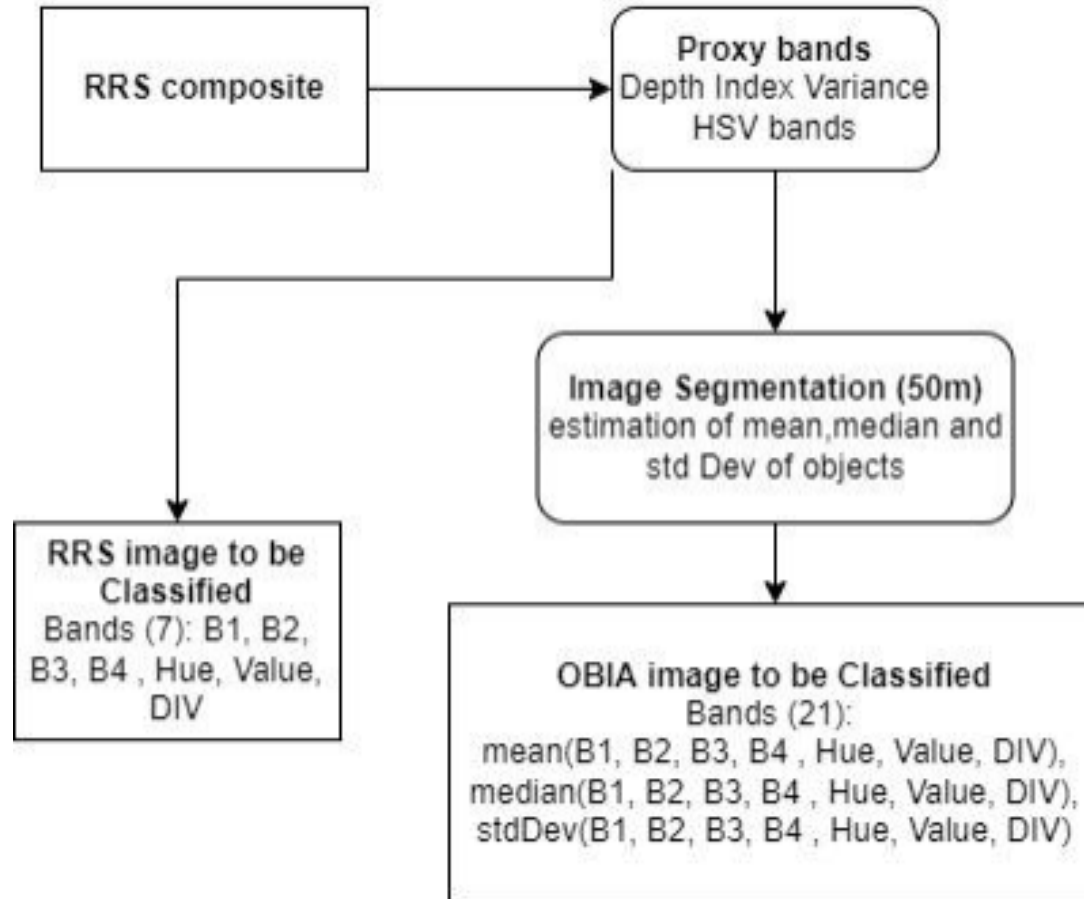 RRS composite
Proxy bands
Depth Index Variance
HSV bands
Image Segmentation (50m)
estimation of mean,median and
std Dev of objects
RRS image to be
Classified
Bands (7): B1, B2,
B3, B4 , Hue, Value,
DIV
OBIA image to be Classified
Bands (21):
mean(B1, B2, B3, B4 , Hue, Value, DIV),
median(B1, B2, B3, B4 , Hue, Value, DIV),
stdDev(B1, B2, B3, B4 , Hue, Value, DIV)